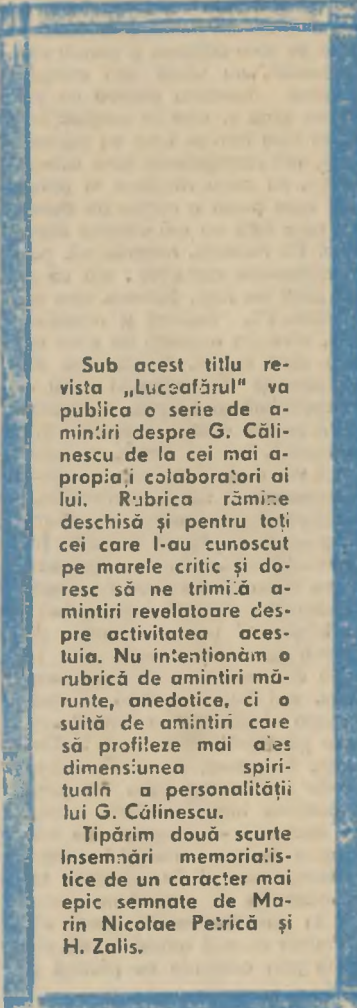 Sub acest titlu re-
vista „Luceafărul" va
publica o serie de a-
mintiri despre G. Căli-
nescu de la cei mai a-
propiați colaboratori ai
lui. Rubrica rămîne
deschisă și pentru toți
cei care l-au cunoscut
pe marele critic și do-
resc să ne trimită a-
mintiri revelatoare des-
pre activitatea aces-
tuia. Nu intenționăm o
rubrică de amintiri mă-
runte, anedotice, ci o
suită de amintiri care
să profileze mai ales
dimensiunea spiri-
tuală a personalității
lui G. Călinescu.
Tipărim două scurte
însemnări memorialis-
tice de un caracter mai
epic semnate de Ma-
rin Nicolae Petrică și
H. Zalis.